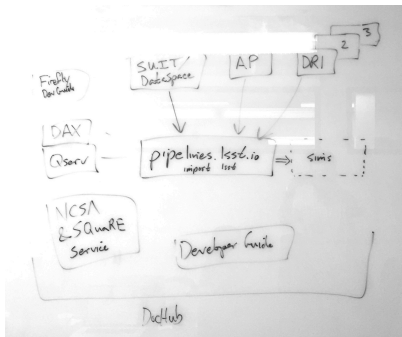 3
2
SUIT
DataSpace
AP
DR1
Firefly
Dev Guide
DAX
Qserv
pipelines.lsst.io
import lsst
sims
NCSA
& SQuaRE
Service
Developer Guide
DocHub